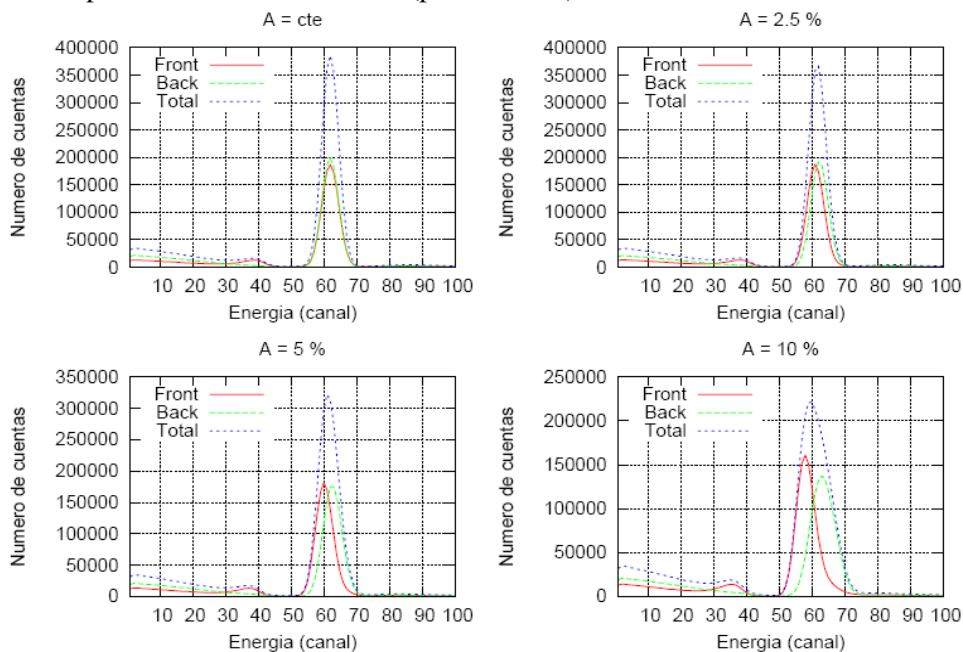 A = cte
Numero de cuentas
400000
350000
300000
250000
200000
150000
100000
50000
0
Front
Back
Total
10 20 30 40 50 60 70 80 90 100
Energia (canal)
A = 2.5 %
Numero de cuentas
400000
350000
300000
250000
200000
150000
100000
50000
0
Front
Back
Total
10 20 30 40 50 60 70 80 90 100
Energia (canal)
A = 5 %
Numero de cuentas
350000
300000
250000
200000
150000
100000
50000
0
Front
Back
Total
10 20 30 40 50 60 70 80 90 100
Energia (canal)
A = 10 %
Numero de cuentas
250000
200000
150000
100000
50000
0
Front
Back
Total
10 20 30 40 50 60 70 80 90 100
Energia (canal)